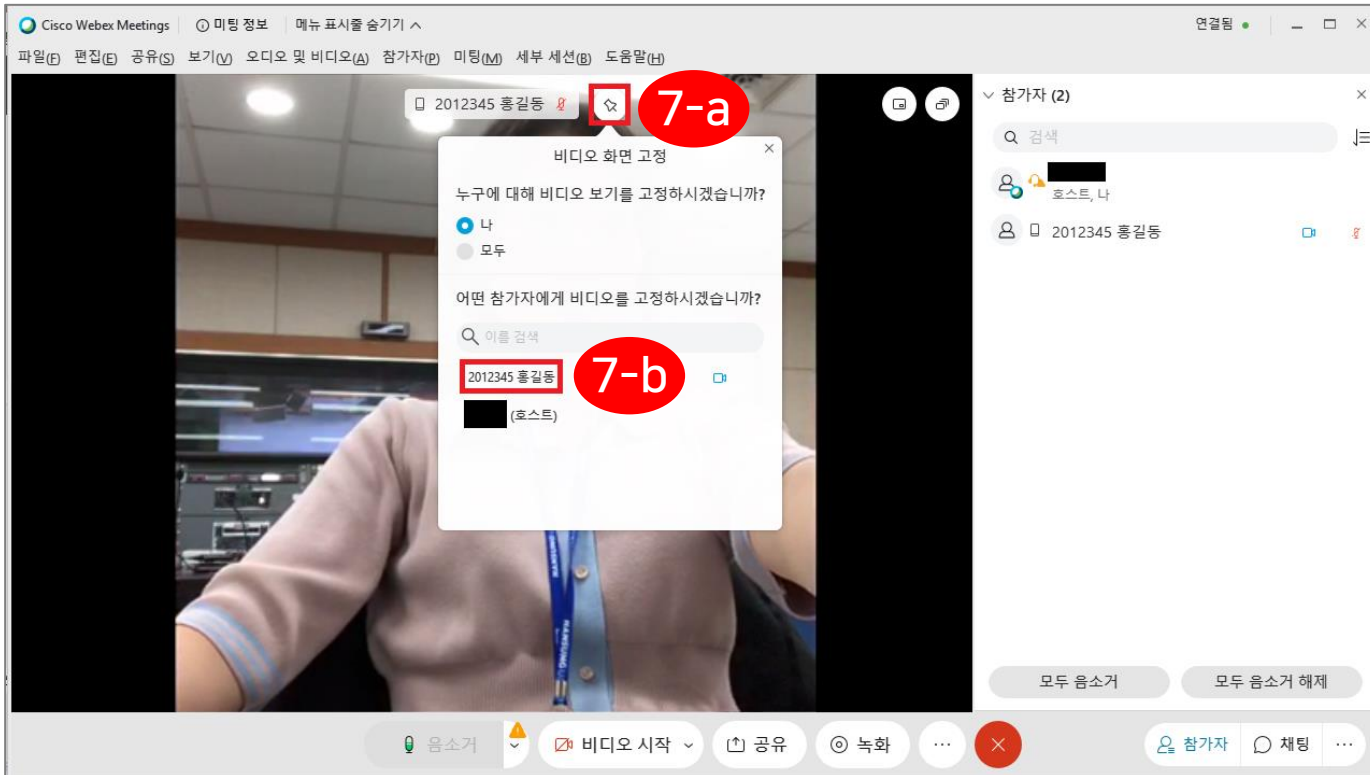 Cisco Webex Meetings 미팅 정보 메뉴 표시줄 숨기기 연결됨
파일(F) 편집(E) 공유(S) 보기(V) 오디오 및 비디오(A) 참가자(P) 미팅(M) 세부 세션(B) 도움말(H)
2012345 홍길동
7-a
비디오 화면 고정
누구에 대해 비디오 보기를 고정하시겠습니까?
나
모두
어떤 참가자에게 비디오를 고정하시겠습니까?
이름 검색
2012345 홍길동
7-b
(호스트)
HANSUNG
참가자 (2)
검색
호스트, 나
2012345 홍길동
모두 음소거 모두 음소거 해제
음소거 비디오 시작 공유 녹화 참가자 채팅